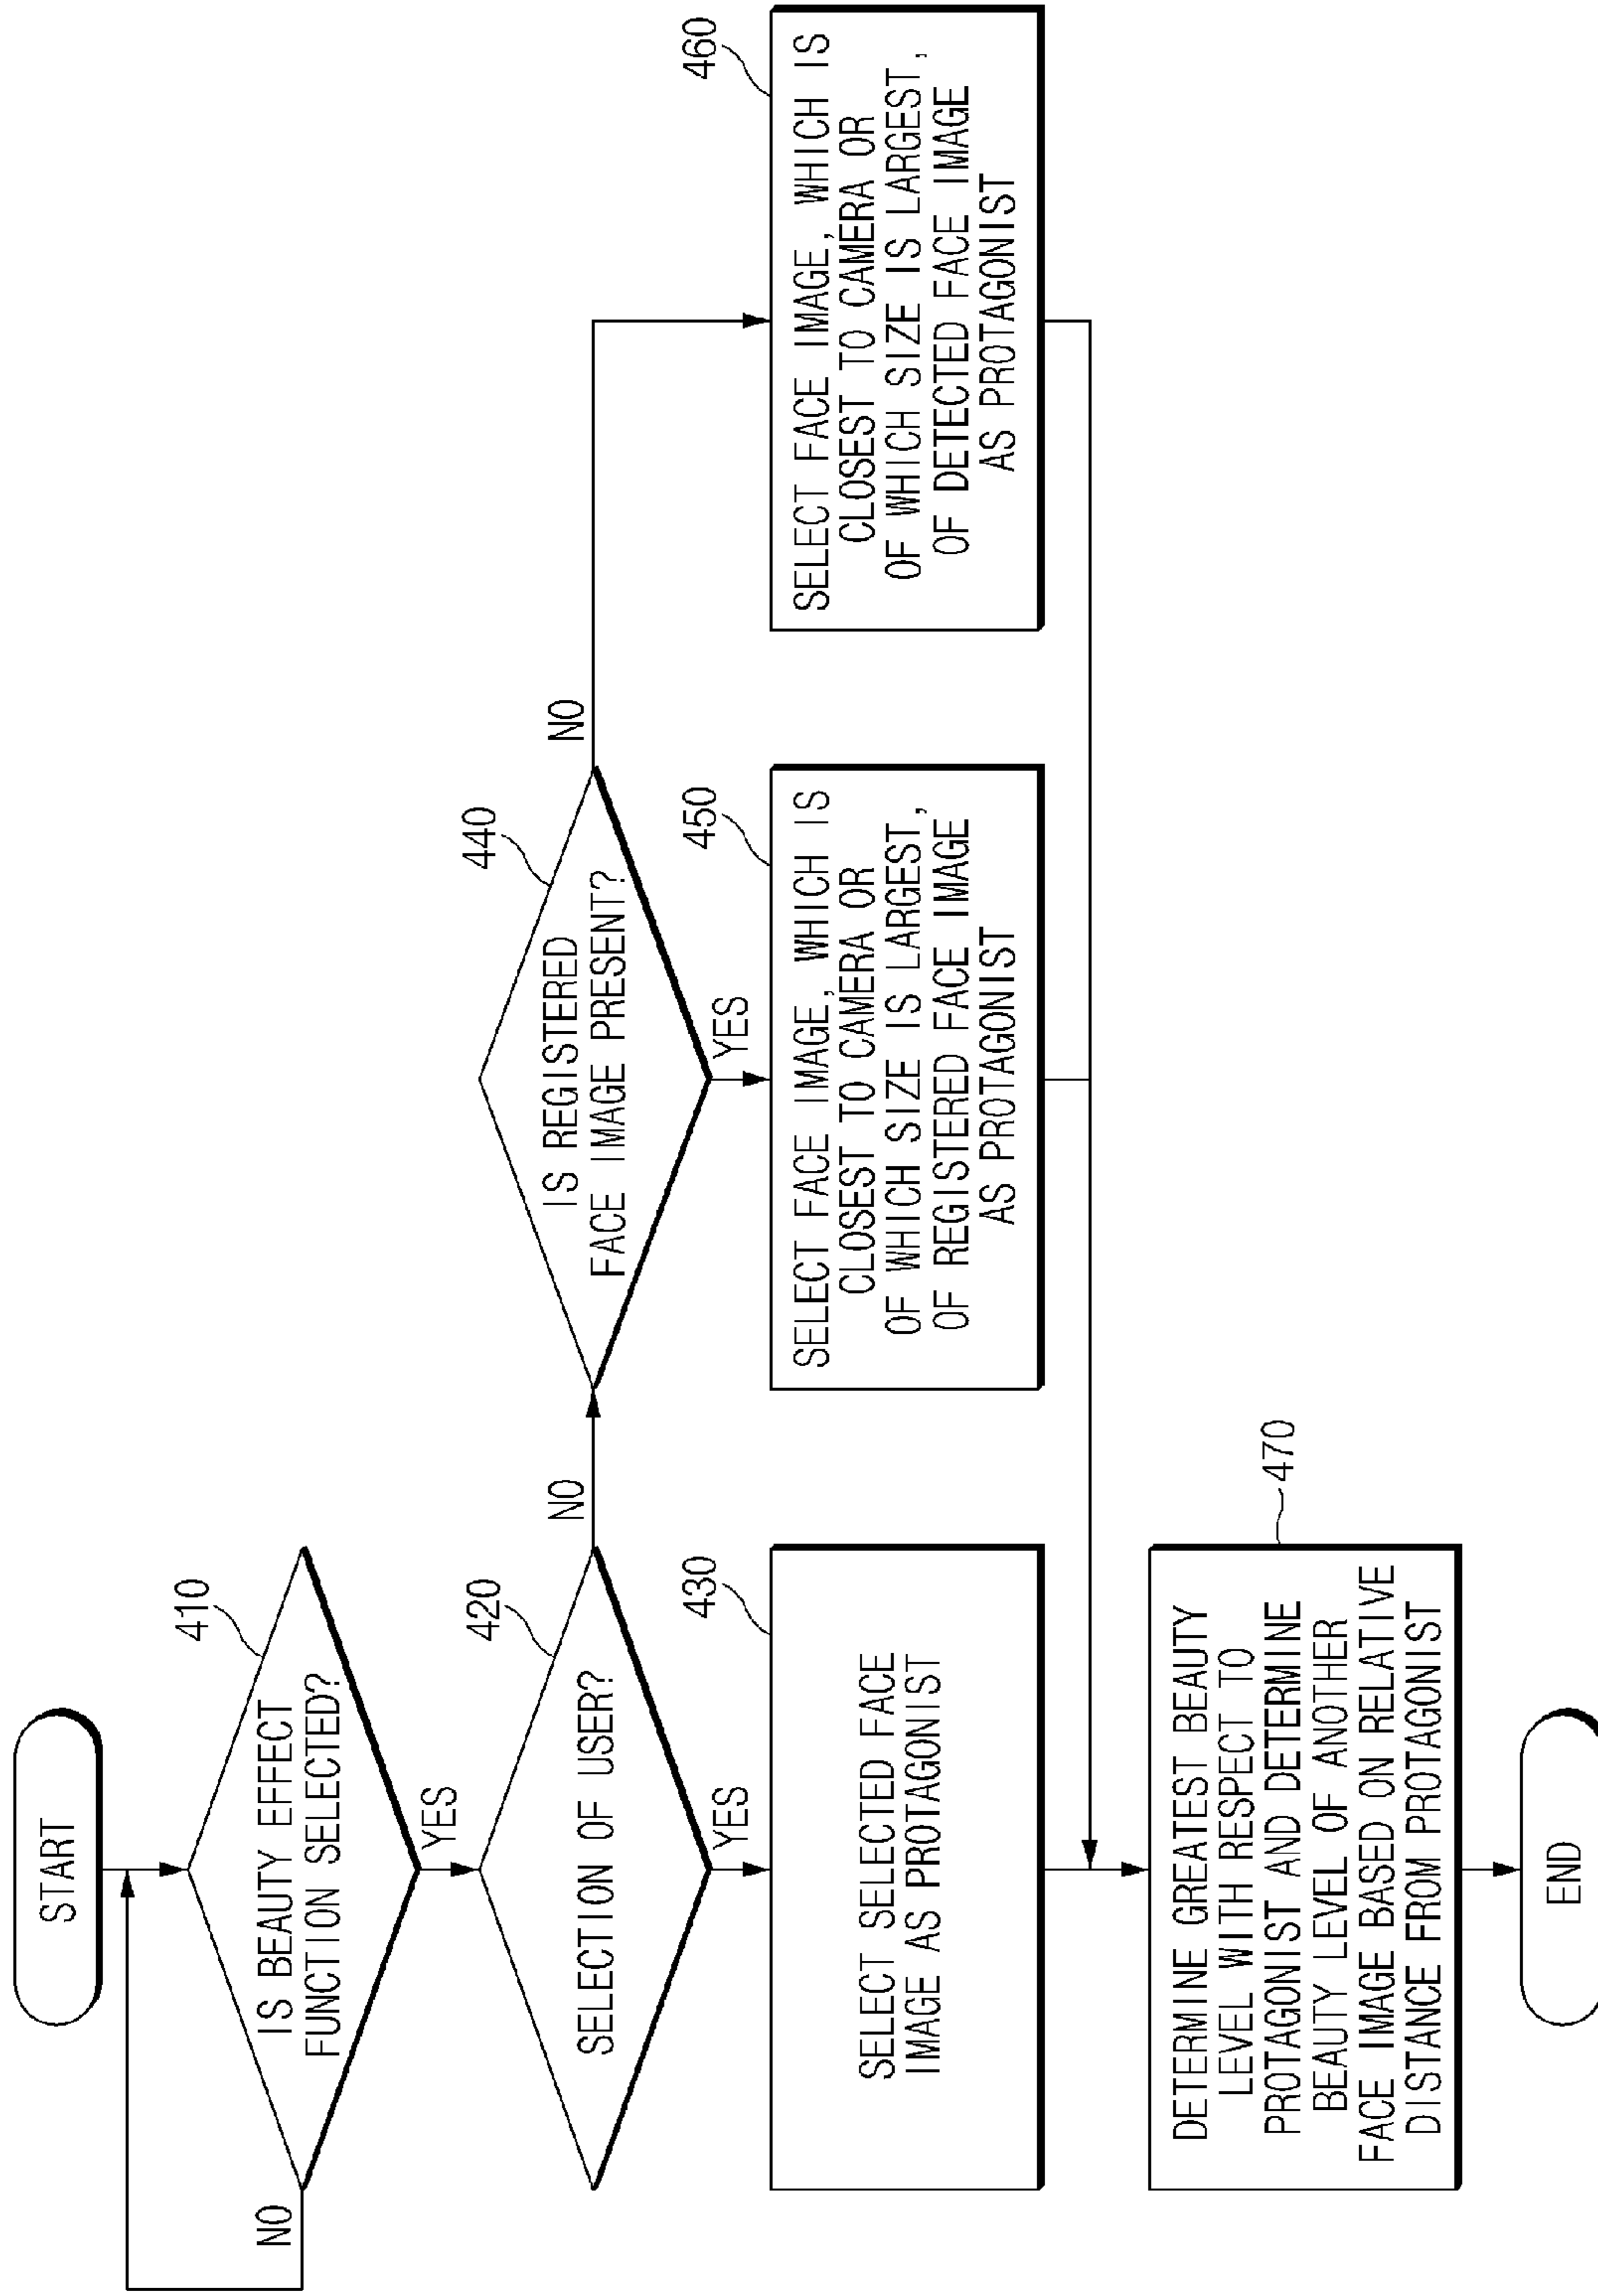 START
410
IS BEAUTY EFFECT
FUNCTION SELECTED?
NO
YES
420
SELECTION OF USER?
NO
YES
430
SELECT SELECTED FACE
IMAGE AS PROTAGONIST
440
IS REGISTERED
FACE IMAGE PRESENT?
NO
YES
450
SELECT FACE IMAGE, WHICH IS
CLOSEST TO CAMERA OR
OF WHICH SIZE IS LARGEST,
OF REGISTERED FACE IMAGE
AS PROTAGONIST
460
SELECT FACE IMAGE, WHICH IS
CLOSEST TO CAMERA OR
OF WHICH SIZE IS LARGEST,
OF DETECTED FACE IMAGE
AS PROTAGONIST
470
DETERMINE GREATEST BEAUTY
LEVEL WITH RESPECT TO
PROTAGONIST AND DETERMINE
BEAUTY LEVEL OF ANOTHER
FACE IMAGE BASED ON RELATIVE
DISTANCE FROM PROTAGONIST
END